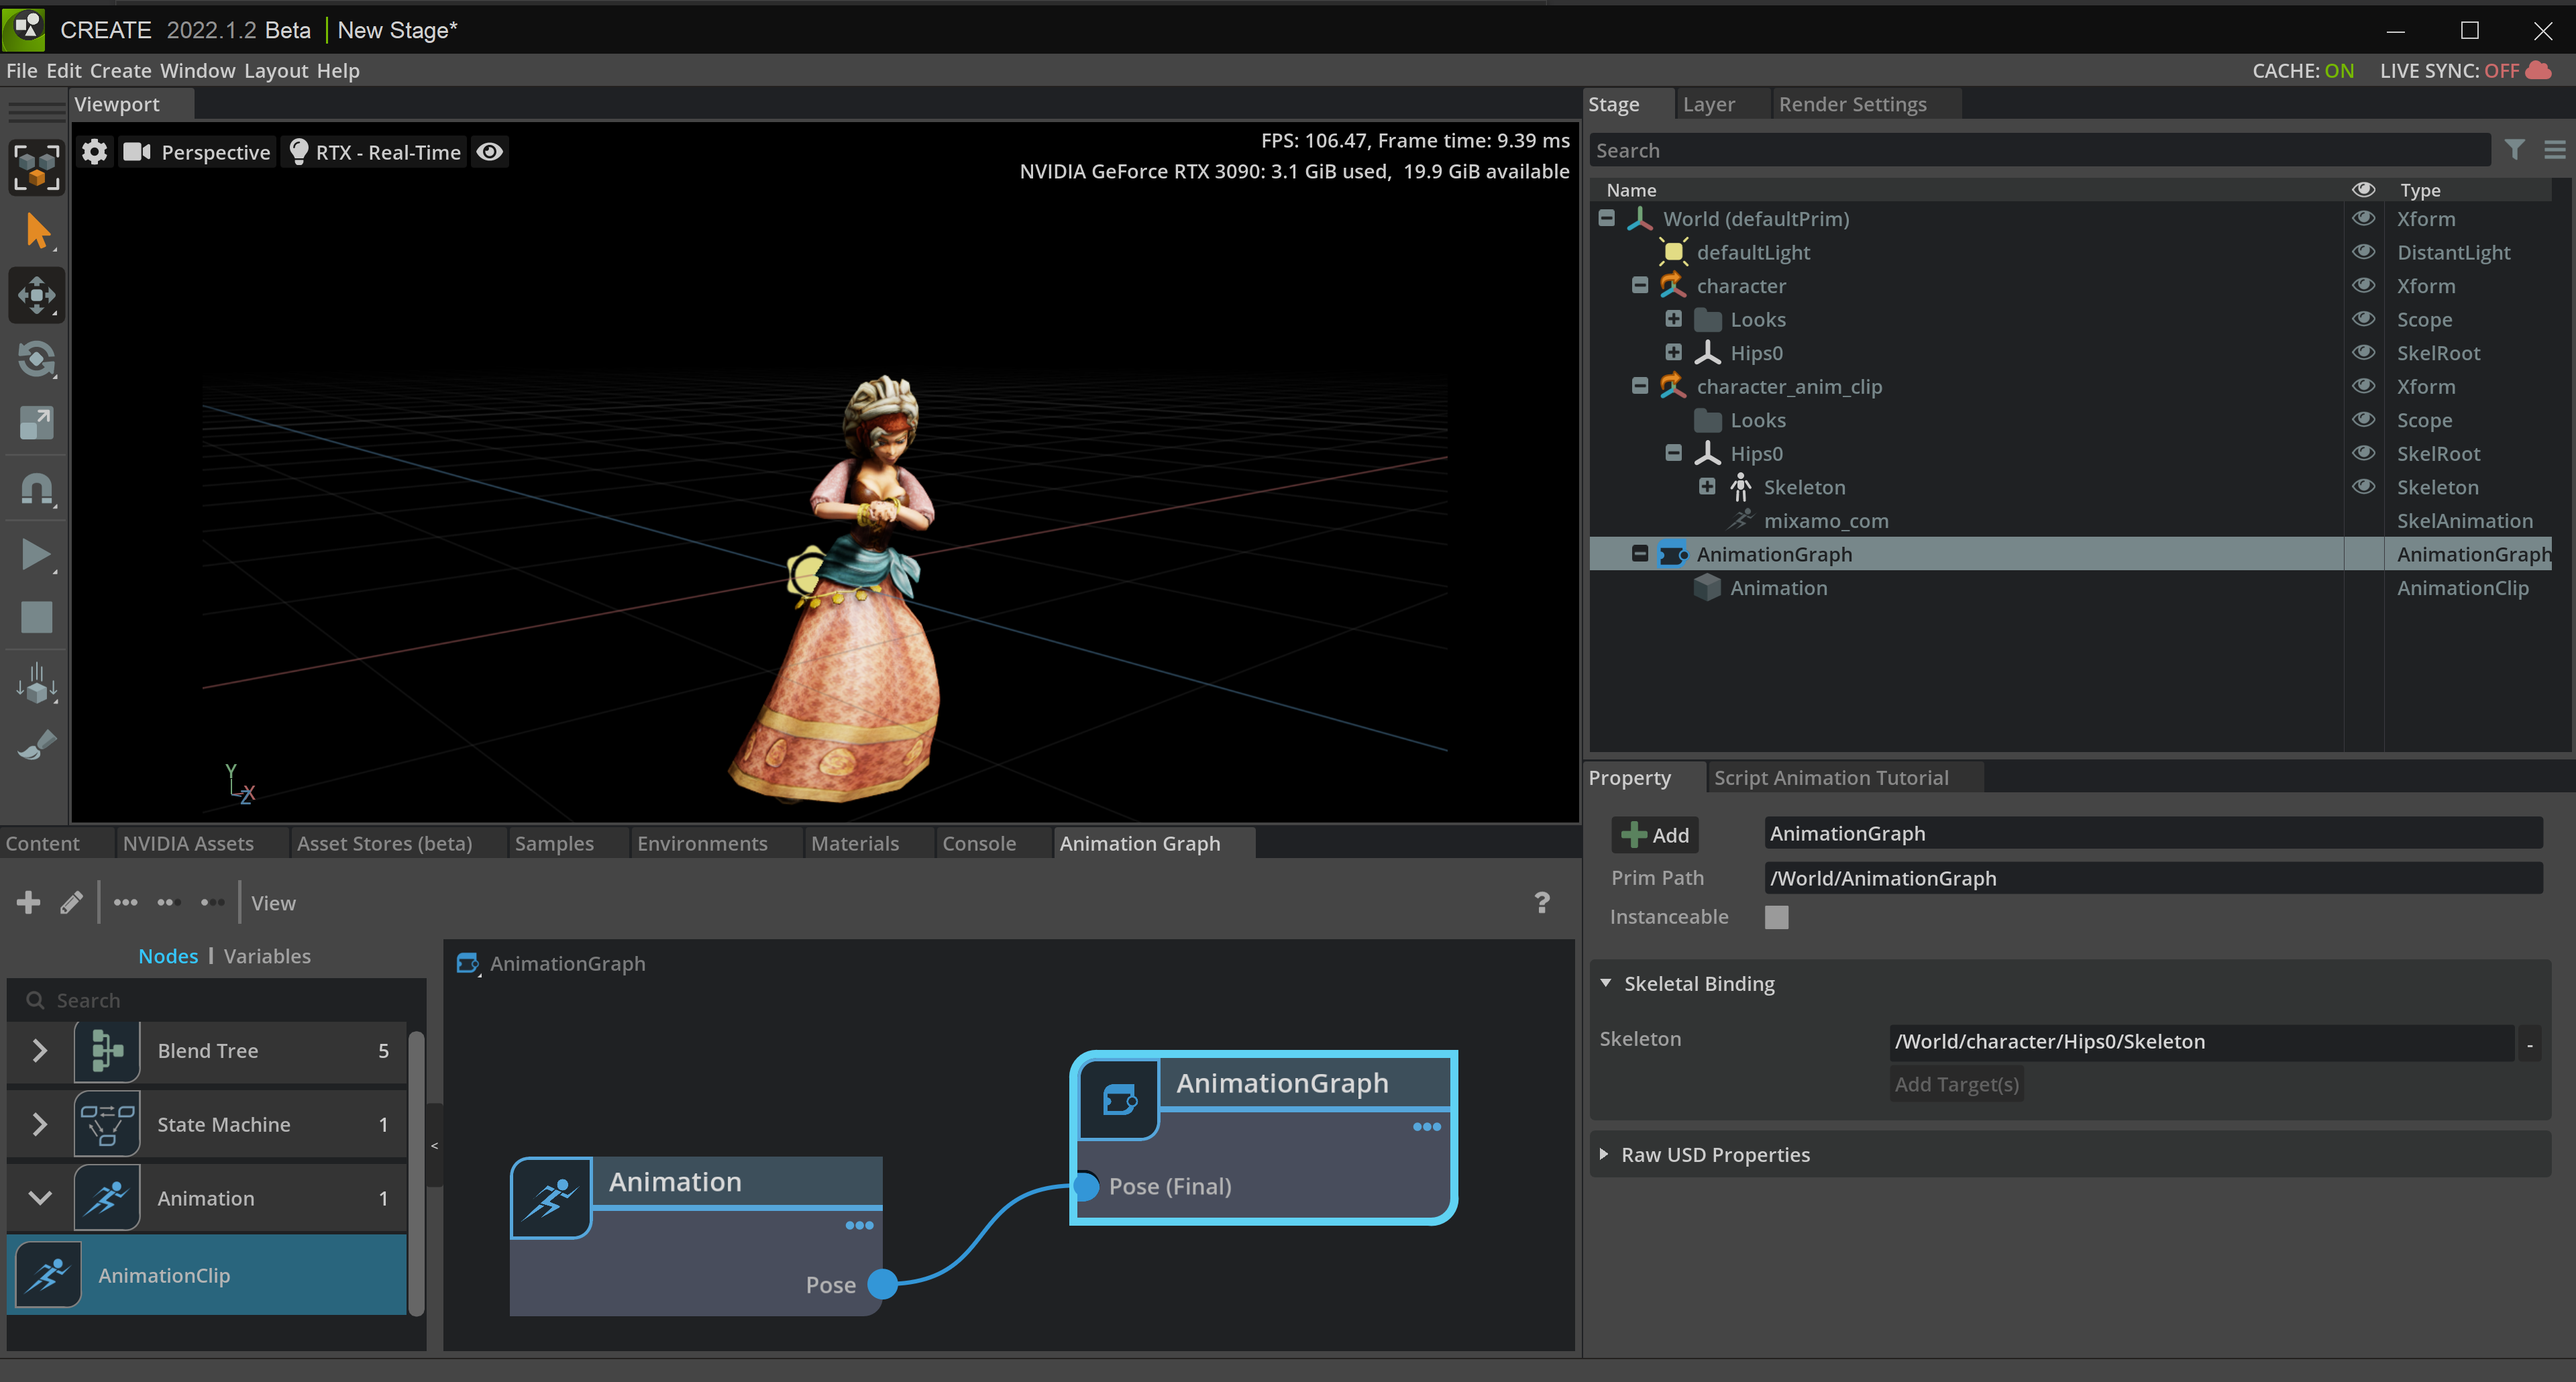 CREATE 2022.1.2 Beta | New Stage*
File Edit Create Window Layout Help
CACHE: ON LIVE SYNC: OFF
Viewport
Perspective RTX - Real-Time
FPS: 106.47, Frame time: 9.39 ms
NVIDIA GeForce RTX 3090: 3.1 GiB used, 19.9 GiB available
Y
Z X
Stage Layer Render Settings
Search
Name Type
World (defaultPrim) Xform
defaultLight DistantLight
character Xform
Looks Scope
Hips0 SkelRoot
character_anim_clip Xform
Looks Scope
Hips0 SkelRoot
Skeleton Skeleton
mixamo_com SkelAnimation
AnimationGraph AnimationGraph
Animation AnimationClip
Content NVIDIA Assets Asset Stores (beta) Samples Environments Materials Console Animation Graph
View ?
Nodes | Variables
Search
Blend Tree 5
State Machine 1
Animation 1
AnimationClip
<
AnimationGraph
Animation
Pose
AnimationGraph
Pose (Final)
Property Script Animation Tutorial
Add AnimationGraph
Prim Path /World/AnimationGraph
Instanceable
Skeletal Binding
Skeleton /World/character/Hips0/Skeleton -
Add Target(s)
Raw USD Properties